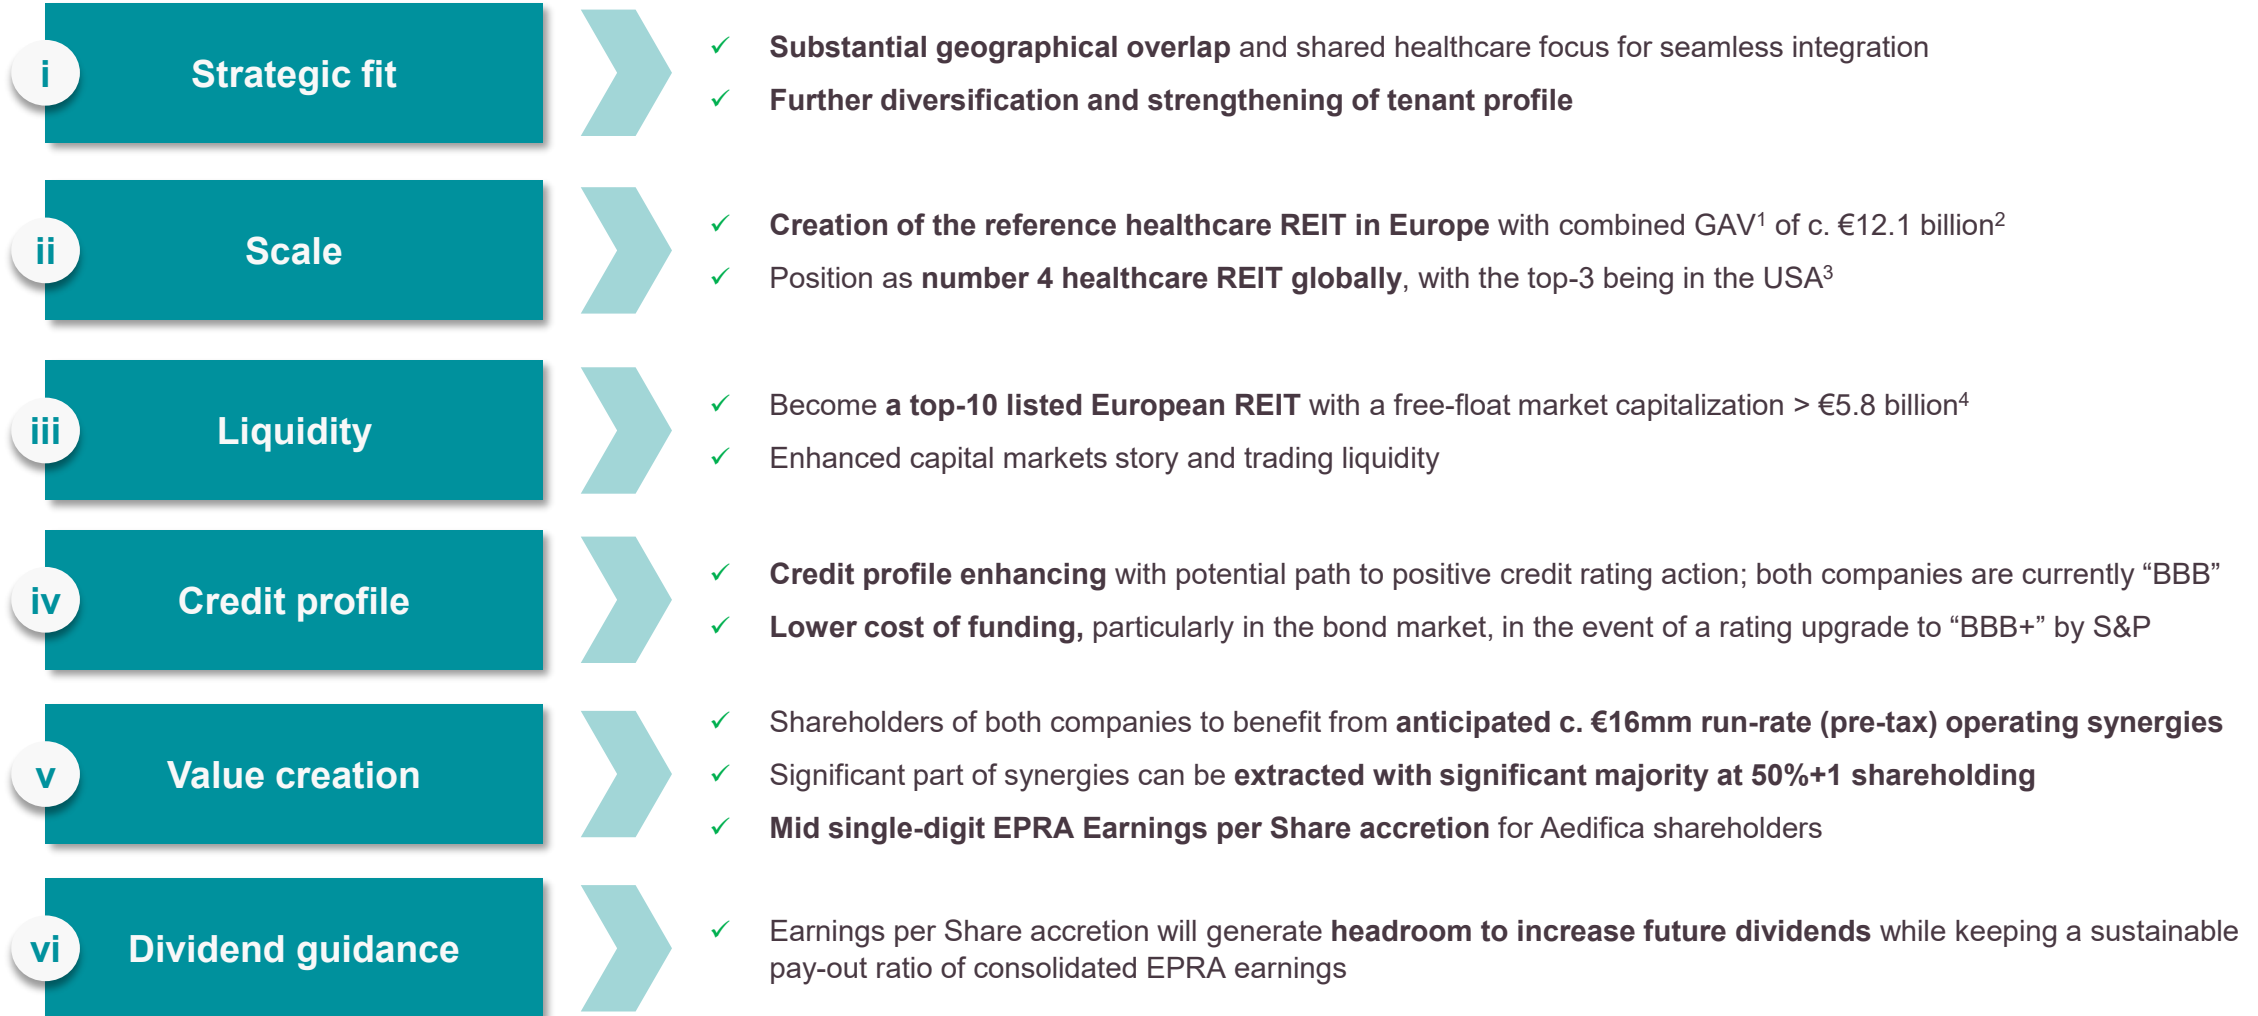 i
Strategic fit
✓ Substantial geographical overlap and shared healthcare focus for seamless integration
✓ Further diversification and strengthening of tenant profile
ii
Scale
✓ Creation of the reference healthcare REIT in Europe with combined GAV¹ of c. €12.1 billion²
✓ Position as number 4 healthcare REIT globally, with the top-3 being in the USA³
iii
Liquidity
✓ Become a top-10 listed European REIT with a free-float market capitalization > €5.8 billion⁴
✓ Enhanced capital markets story and trading liquidity
iv
Credit profile
✓ Credit profile enhancing with potential path to positive credit rating action; both companies are currently “BBB”
✓ Lower cost of funding, particularly in the bond market, in the event of a rating upgrade to “BBB+” by S&P
v
Value creation
✓ Shareholders of both companies to benefit from anticipated c. €16mm run-rate (pre-tax) operating synergies
✓ Significant part of synergies can be extracted with significant majority at 50%+1 shareholding
✓ Mid single-digit EPRA Earnings per Share accretion for Aedifica shareholders
vi
Dividend guidance
✓ Earnings per Share accretion will generate headroom to increase future dividends while keeping a sustainable
pay-out ratio of consolidated EPRA earnings